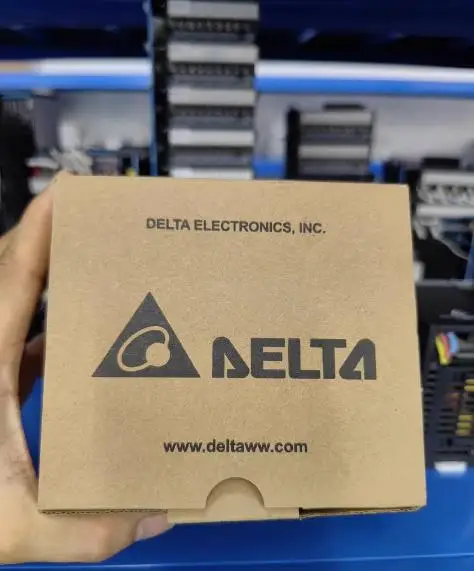 DELTA ELECTRONICS, INC.
DELTA
www.deltaww.com